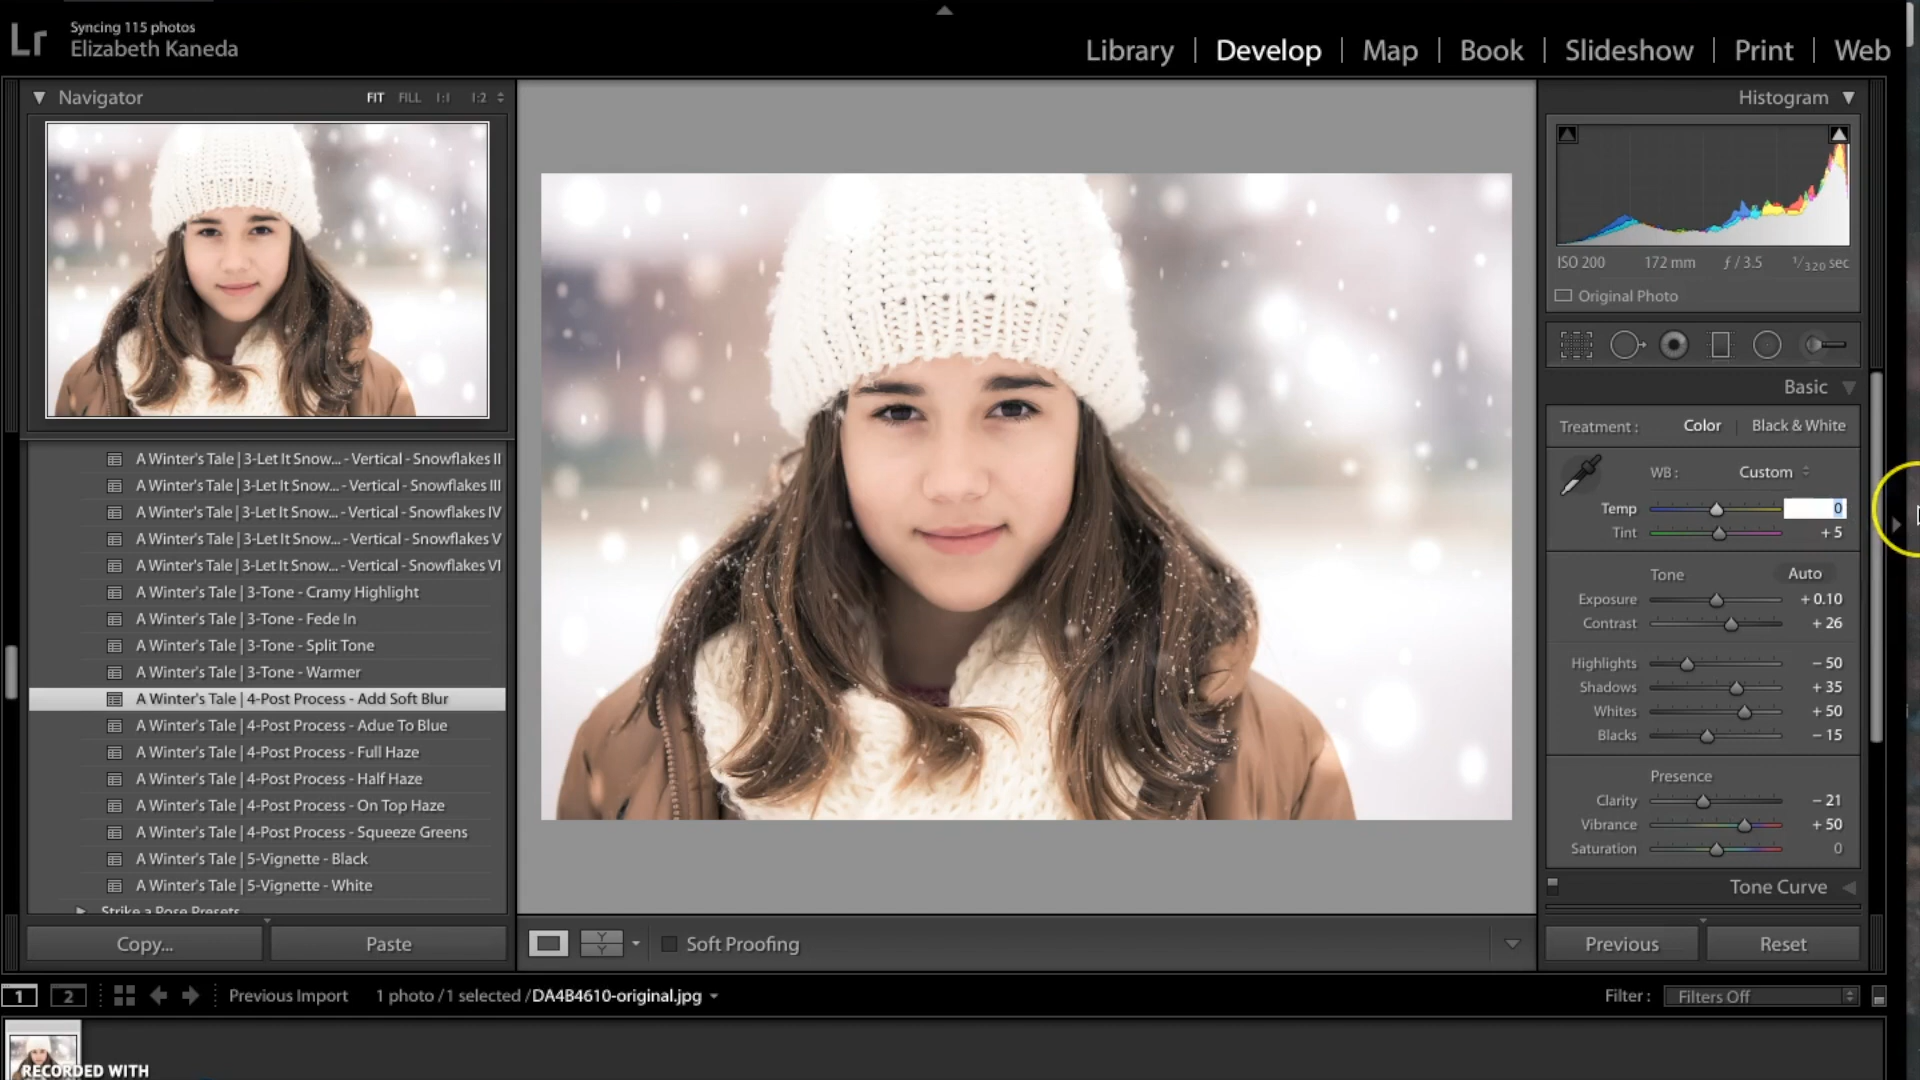 Lr
Syncing 115 photos
Elizabeth Kaneda
Library | Develop | Map | Book | Slideshow | Print | Web
Navigator FIT FILL 1:1 1:2
A Winter's Tale | 3-Let It Snow... - Vertical - Snowflakes II
A Winter's Tale | 3-Let It Snow... - Vertical - Snowflakes III
A Winter's Tale | 3-Let It Snow... - Vertical - Snowflakes IV
A Winter's Tale | 3-Let It Snow... - Vertical - Snowflakes V
A Winter's Tale | 3-Let It Snow... - Vertical - Snowflakes VI
A Winter's Tale | 3-Tone - Cramy Highlight
A Winter's Tale | 3-Tone - Fede In
A Winter's Tale | 3-Tone - Split Tone
A Winter's Tale | 3-Tone - Warmer
A Winter's Tale | 4-Post Process - Add Soft Blur
A Winter's Tale | 4-Post Process - Adue To Blue
A Winter's Tale | 4-Post Process - Full Haze
A Winter's Tale | 4-Post Process - Half Haze
A Winter's Tale | 4-Post Process - On Top Haze
A Winter's Tale | 4-Post Process - Squeeze Greens
A Winter's Tale | 5-Vignette - Black
A Winter's Tale | 5-Vignette - White
Strike a Pose Presets
Copy... Paste
Soft Proofing
Histogram
ISO 200 172 mm ƒ / 3.5 1/320 sec
Original Photo
Basic
Treatment : Color | Black & White
WB : Custom
Temp 0
Tint + 5
Tone Auto
Exposure + 0.10
Contrast + 26
Highlights − 50
Shadows + 35
Whites + 50
Blacks − 15
Presence
Clarity − 21
Vibrance + 50
Saturation 0
Tone Curve
Previous Reset
1 2 Previous Import 1 photo / 1 selected / DA4B4610-original.jpg
Filter : Filters Off
RECORDED WITH